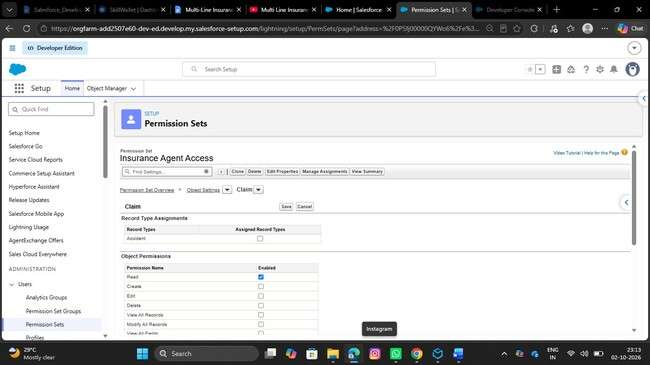 Salesforce_Develo
SkillWallet | Dashb
Multi-Line Insuran
Multi Line Insuranc
Home | Salesforce
Permission Sets | S
Developer Console
https://orgfarm-add2507e60-dev-ed.develop.my.salesforce-setup.com/lightning/setup/PermSets/page?address=
Chat
Developer Edition
Search Setup
Setup
Home
Object Manager
Quick Find
Setup Home
Salesforce Go
Service Cloud Reports
Commerce Setup Assistant
Hyperforce Assistant
Release Updates
Salesforce Mobile App
Lightning Usage
AgentExchange Offers
Sales Cloud Everywhere
ADMINISTRATION
Users
Analytics Groups
Permission Set Groups
Permission Sets
Profiles
SETUP
Permission Sets
Permission Set
Insurance Agent Access
Video Tutorial | Help for this Page
Find Settings...
Clone
Delete
Edit Properties
Manage Assignments
View Summary
Permission Set Overview > Object Settings Claim
Claim
Save
Cancel
Record Type Assignments
Record Types Assigned Record Types
Accident
Object Permissions
Permission Name Enabled
Read
Create
Edit
Delete
View All Records
Modify All Records
View All Fields
Instagram
29°C
Mostly clear
Search
ENG
IN
23:13
02-10-2026